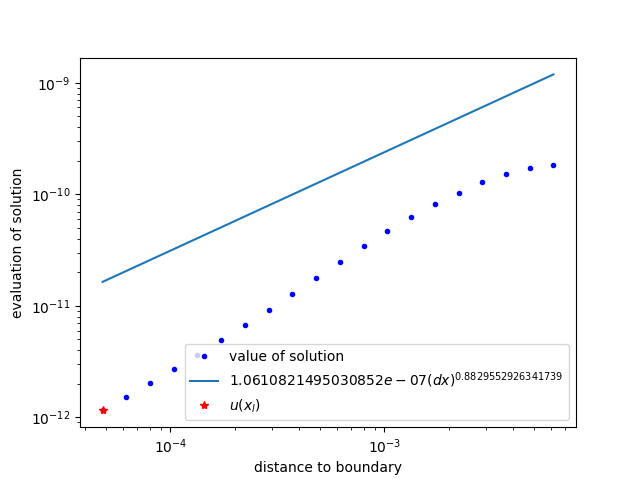 10⁻⁹
10⁻¹⁰
10⁻¹¹
10⁻¹²
evaluation of solution
value of solution
1.0610821495030852e − 07(dx)^0.8829552926341739
u(x_l)
10⁻⁴
10⁻³
distance to boundary